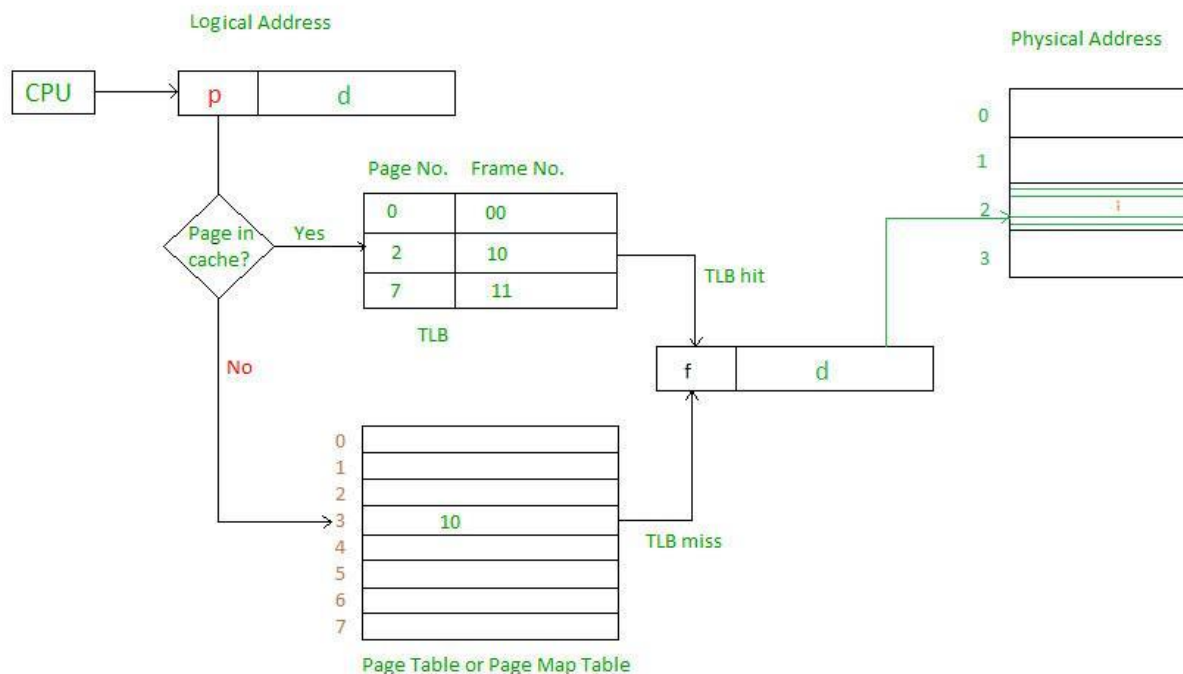 Logical Address
Physical Address
CPU
p d
0
1
2 i
3
Page No. Frame No.
0 00
2 10
7 11
TLB
Page in
cache?
Yes
No
TLB hit
f d
0
1
2
3 10
4
5
6
7
TLB miss
Page Table or Page Map Table